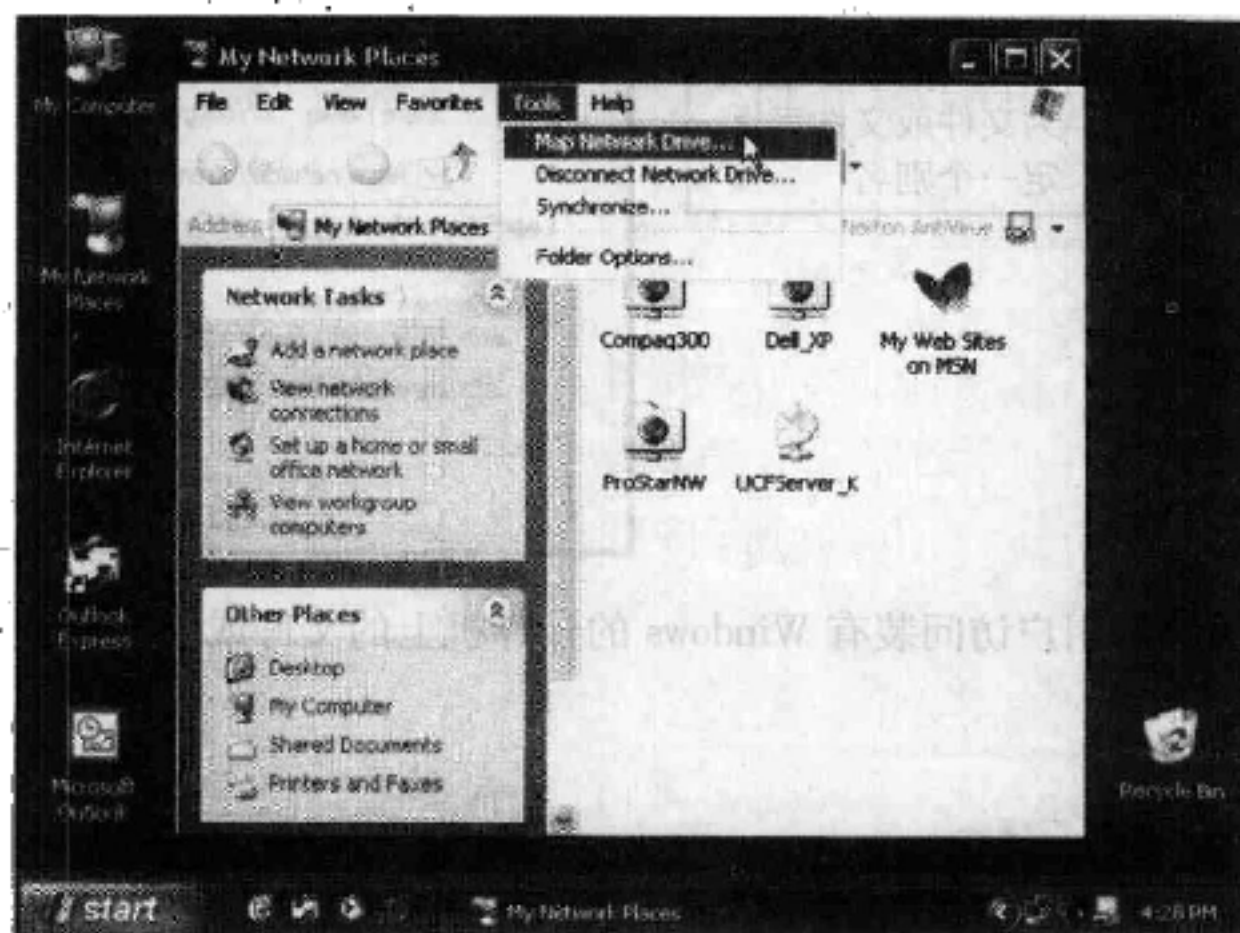 My Network Places
My Computer
File Edit View Favorites Tools Help
Map Network Drive...
Disconnect Network Drive...
Synchronize...
Folder Options...
Address My Network Places
Norton AntiVirus
My Network
Places
Network Tasks
Add a network place
View network
connections
Set up a home or small
office network
View workgroup
computers
Compaq300
Dell_XP
My Web Sites
on MSN
ProStarNW
UCFServer_K
Internet
Explorer
Outlook
Express
Other Places
Desktop
My Computer
Shared Documents
Printers and Faxes
Microsoft
Outlook
Recycle Bin
start
My Network Places
4:28 PM